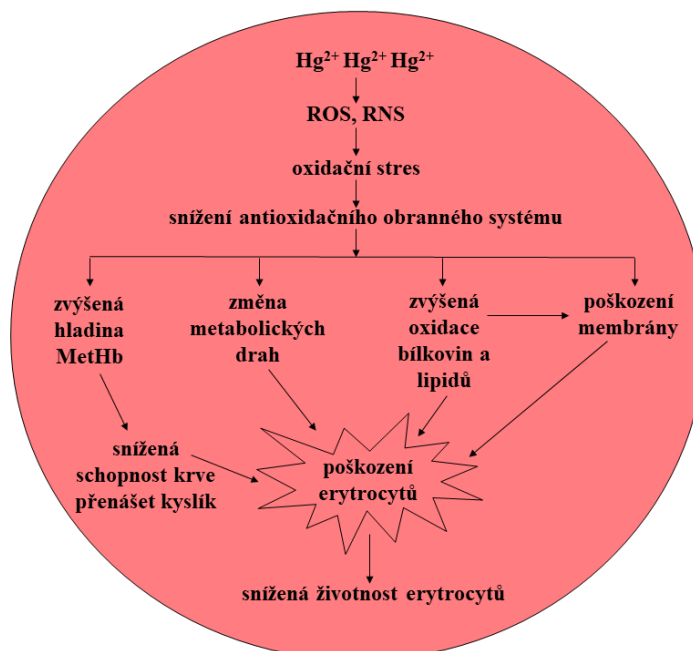 Hg²⁺ Hg²⁺ Hg²⁺
ROS, RNS
oxidační stres
snížení antioxidačního obranného systému
zvýšená
hladina
MetHb
změna
metabolických
drah
zvýšená
oxidace
bílkovin a
lipidů
poškození
membrány
snížená
schopnost krve
přenášet kyslík
poškození
erytrocytů
snížená životnost erytrocytů